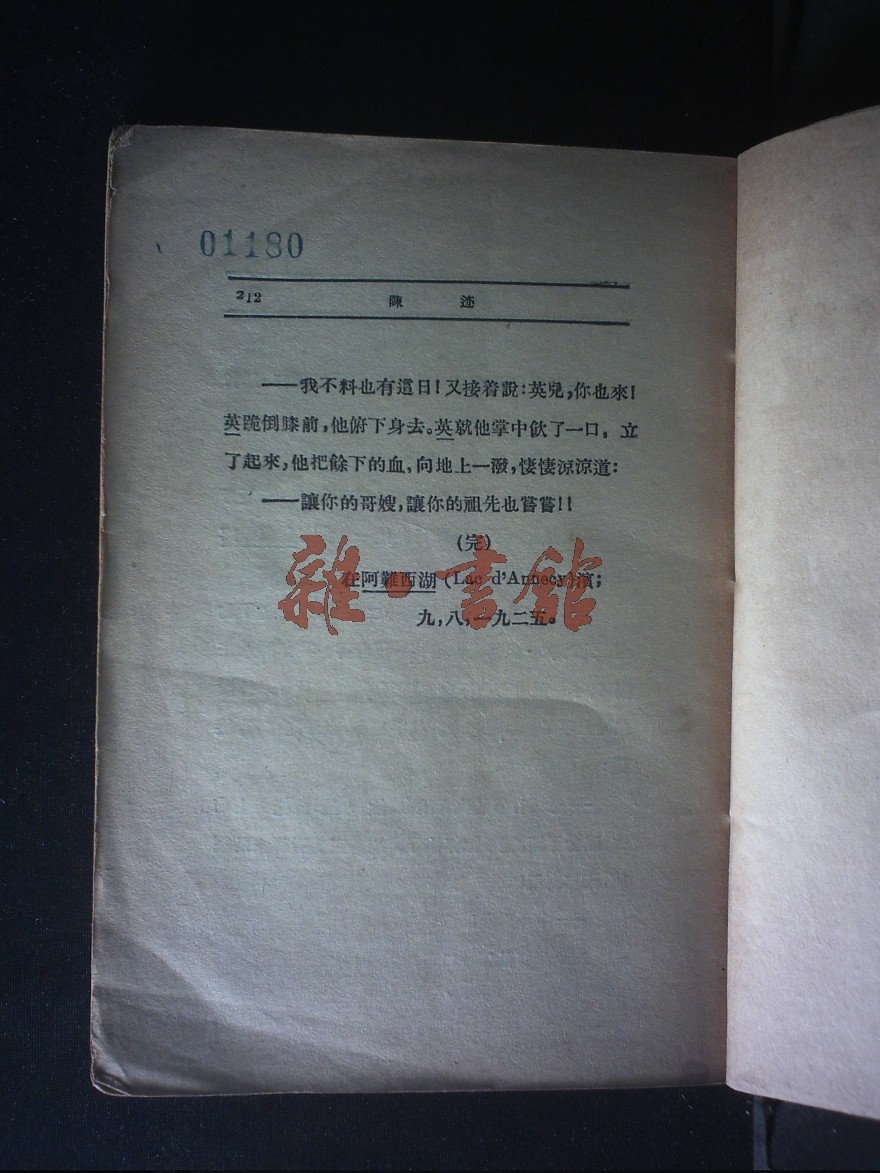 01180
212 陳 迹
——我不料也有這日！又接着說：英兒，你也來！
英跪倒膝前，他俯下身去。英就他掌中飲了一口，立
了起來，他把餘下的血，向地上一潑，悽悽涼涼道：
——讓你的哥嫂，讓你的祖先也嘗嘗！！
（完）
在阿難西湖（Lac d'Annecy）濱；
九，八，一九二五。
雜·書館